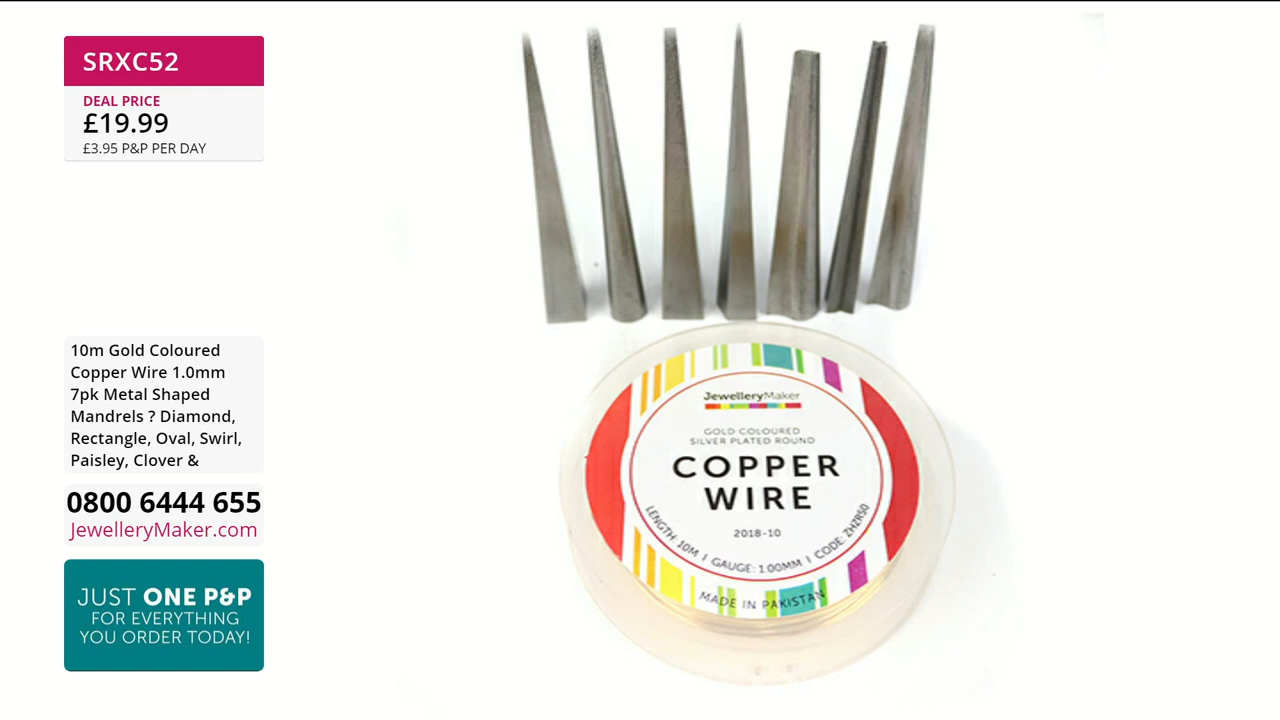 SRXC52
DEAL PRICE
£19.99
£3.95 P&P PER DAY
10m Gold Coloured
Copper Wire 1.0mm
7pk Metal Shaped
Mandrels ? Diamond,
Rectangle, Oval, Swirl,
Paisley, Clover &
0800 6444 655
JewelleryMaker.com
JUST ONE P&P
FOR EVERYTHING
YOU ORDER TODAY!
JewelleryMaker
GOLD COLOURED
SILVER PLATED ROUND
COPPER
WIRE
2018-10
LENGTH: 10M I GAUGE: 1.00MM I CODE: ZHZR50
MADE IN PAKISTAN